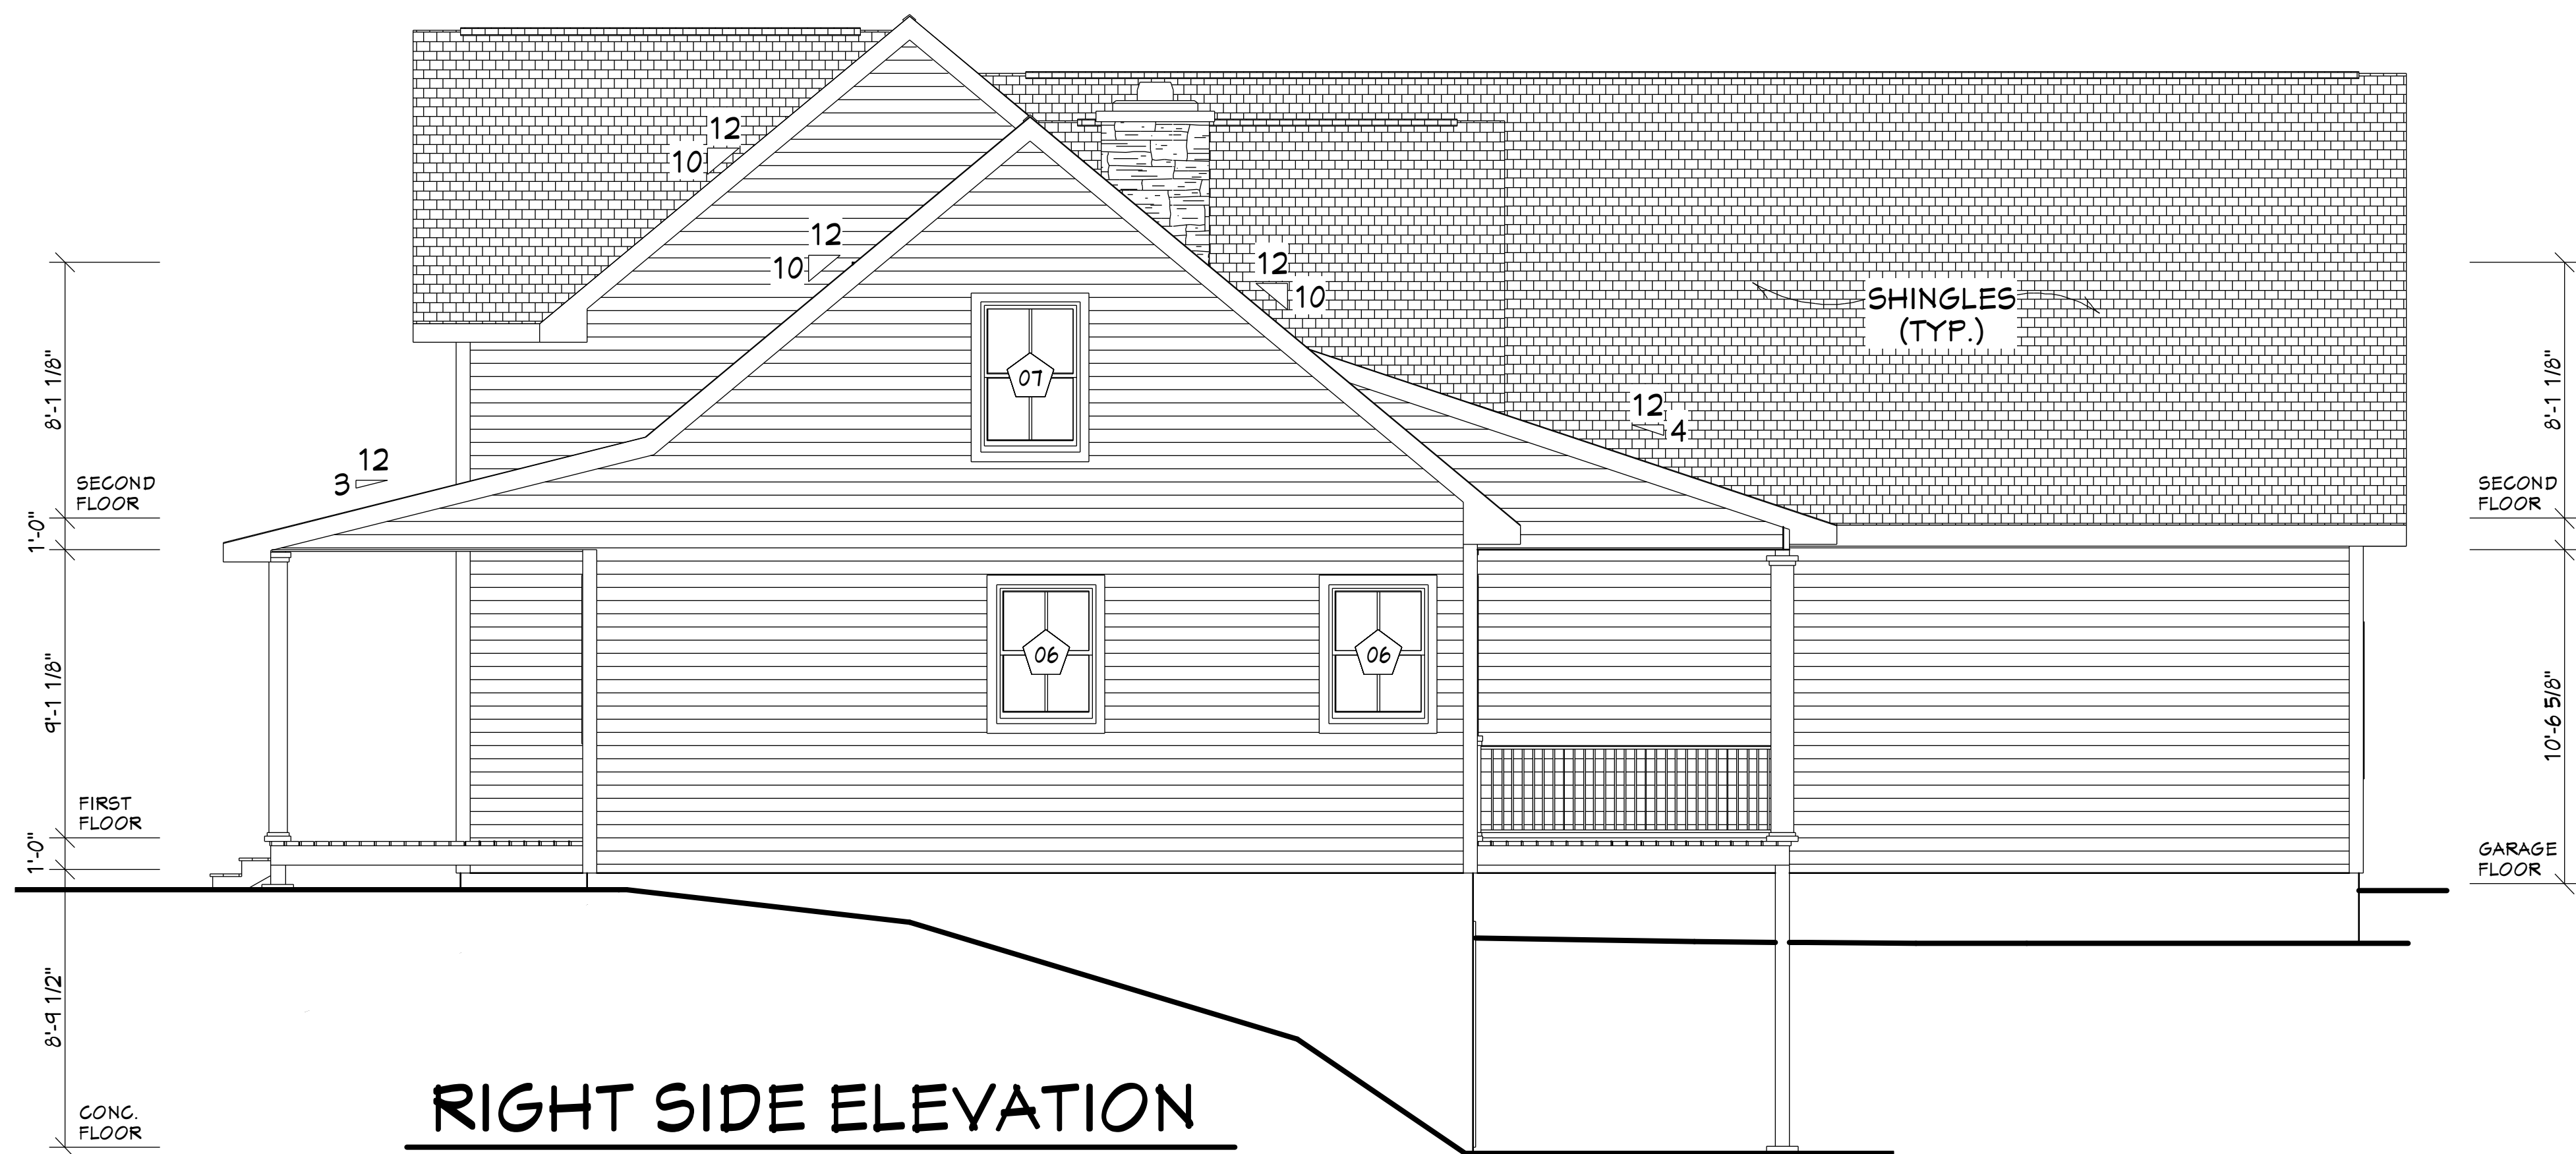 12
10
12
10
12
10
SHINGLES
(TYP.)
07
12
4
12
3
8'-1 1/8"
SECOND
FLOOR
1'-0"
9'-1 1/8"
FIRST
FLOOR
1'-0"
8'-9 1/2"
CONC.
FLOOR
06
06
8'-1 1/8"
SECOND
FLOOR
10'-6 5/8"
GARAGE
FLOOR
RIGHT SIDE ELEVATION